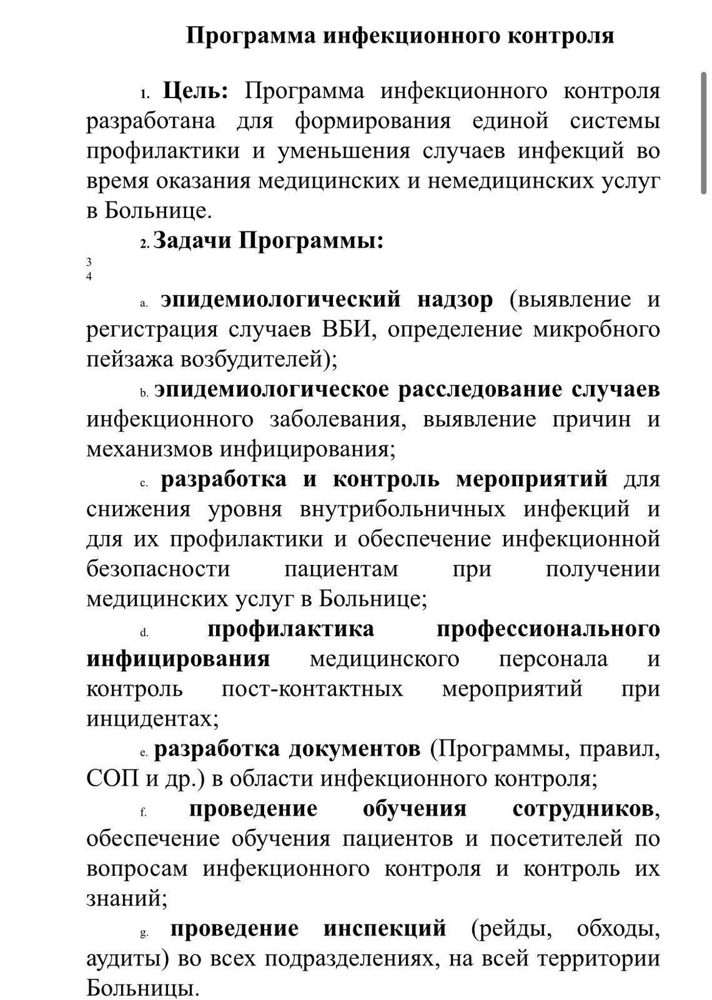 Программа инфекционного контроля
1. Цель: Программа инфекционного контроля
разработана для формирования единой системы
профилактики и уменьшения случаев инфекций во
время оказания медицинских и немедицинских услуг
в Больнице.
2. Задачи Программы:
3
4
a. эпидемиологический надзор (выявление и
регистрация случаев ВБИ, определение микробного
пейзажа возбудителей);
b. эпидемиологическое расследование случаев
инфекционного заболевания, выявление причин и
механизмов инфицирования;
c. разработка и контроль мероприятий для
снижения уровня внутрибольничных инфекций и
для их профилактики и обеспечение инфекционной
безопасности пациентам при получении
медицинских услуг в Больнице;
d. профилактика профессионального
инфицирования медицинского персонала и
контроль пост-контактных мероприятий при
инцидентах;
e. разработка документов (Программы, правил,
СОП и др.) в области инфекционного контроля;
f. проведение обучения сотрудников,
обеспечение обучения пациентов и посетителей по
вопросам инфекционного контроля и контроль их
знаний;
g. проведение инспекций (рейды, обходы,
аудиты) во всех подразделениях, на всей территории
Больницы.